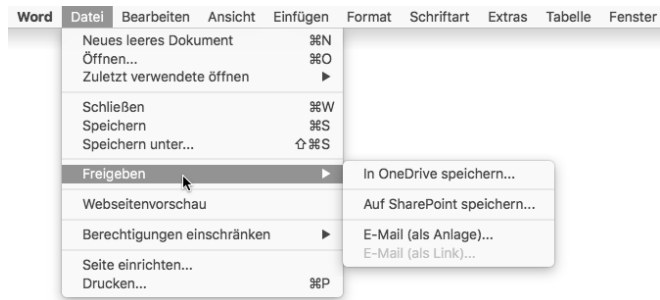 Word Datei Bearbeiten Ansicht Einfügen Format Schriftart Extras Tabelle Fenster
Neues leeres Dokument ⌘N
Öffnen... ⌘O
Zuletzt verwendete öffnen ▶
Schließen ⌘W
Speichern ⌘S
Speichern unter... ⇧⌘S
Freigeben ▶
In OneDrive speichern...
Auf SharePoint speichern...
E-Mail (als Anlage)...
E-Mail (als Link)...
Webseitenvorschau
Berechtigungen einschränken ▶
Seite einrichten...
Drucken... ⌘P